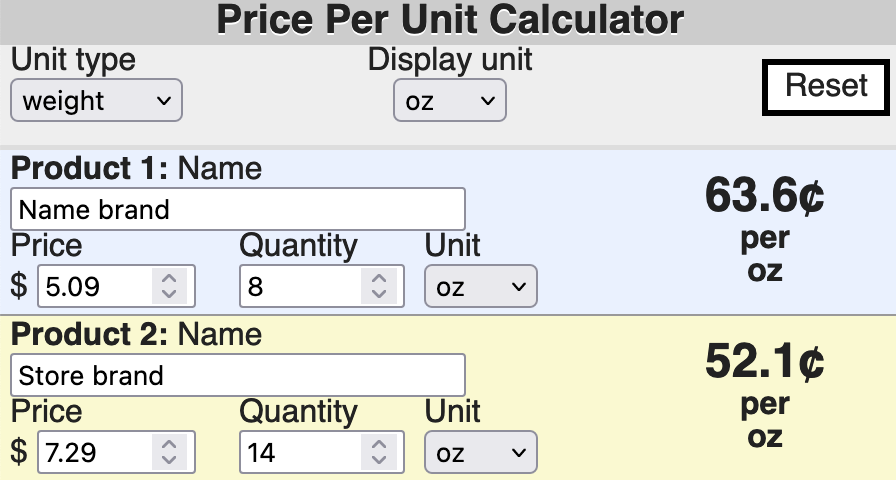 Price Per Unit Calculator
Unit type Display unit
weight oz Reset
Product 1: Name
Name brand
63.6¢
per
oz
Price Quantity Unit
$ 5.09 8 oz
Product 2: Name
Store brand
52.1¢
per
oz
Price Quantity Unit
$ 7.29 14 oz